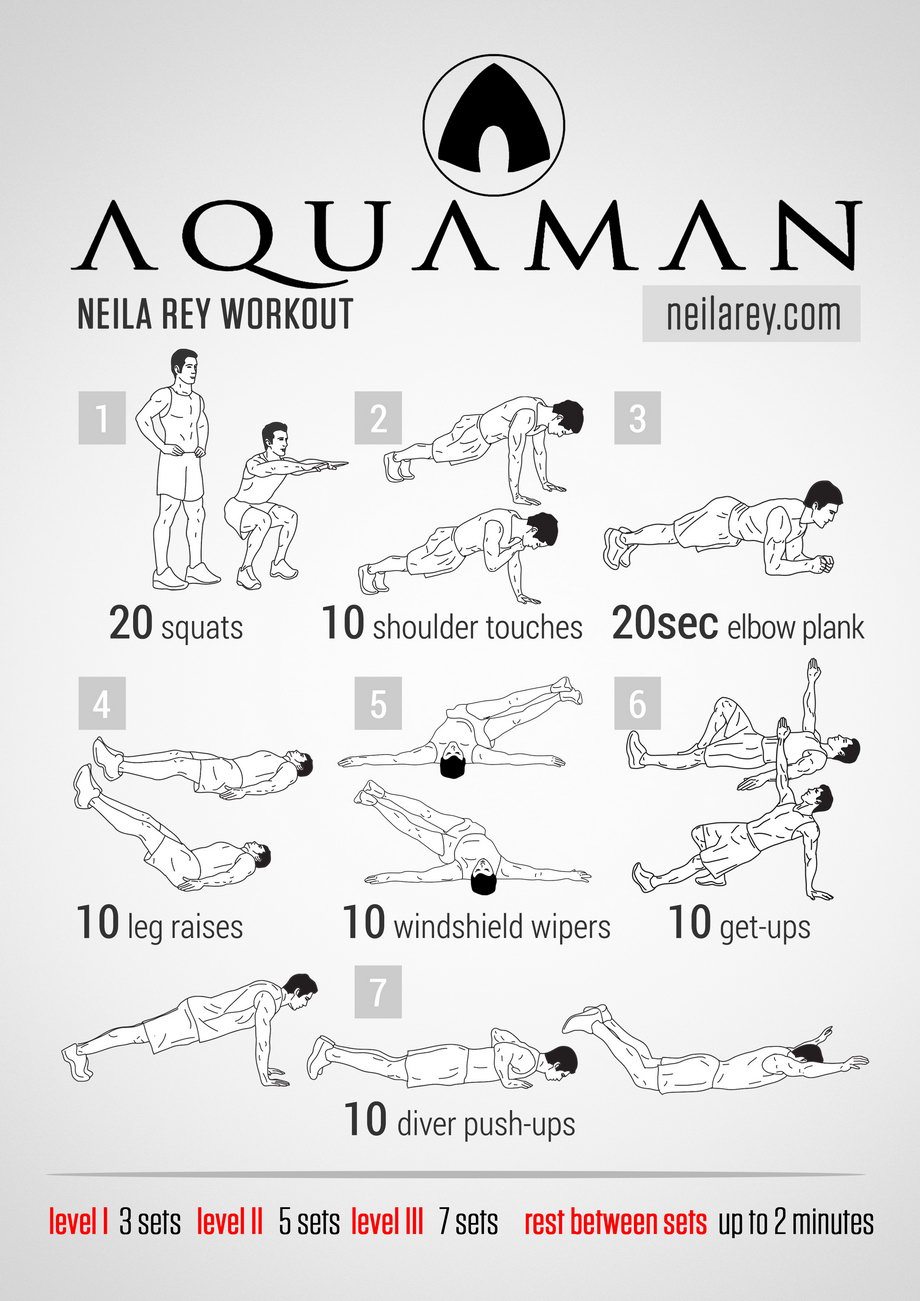 AQUAMAN
NEILA REY WORKOUT
neilarey.com
1
20 squats
2
10 shoulder touches
3
20sec elbow plank
4
10 leg raises
5
10 windshield wipers
6
10 get-ups
7
10 diver push-ups
level I 3 sets level II 5 sets level III 7 sets rest between sets up to 2 minutes